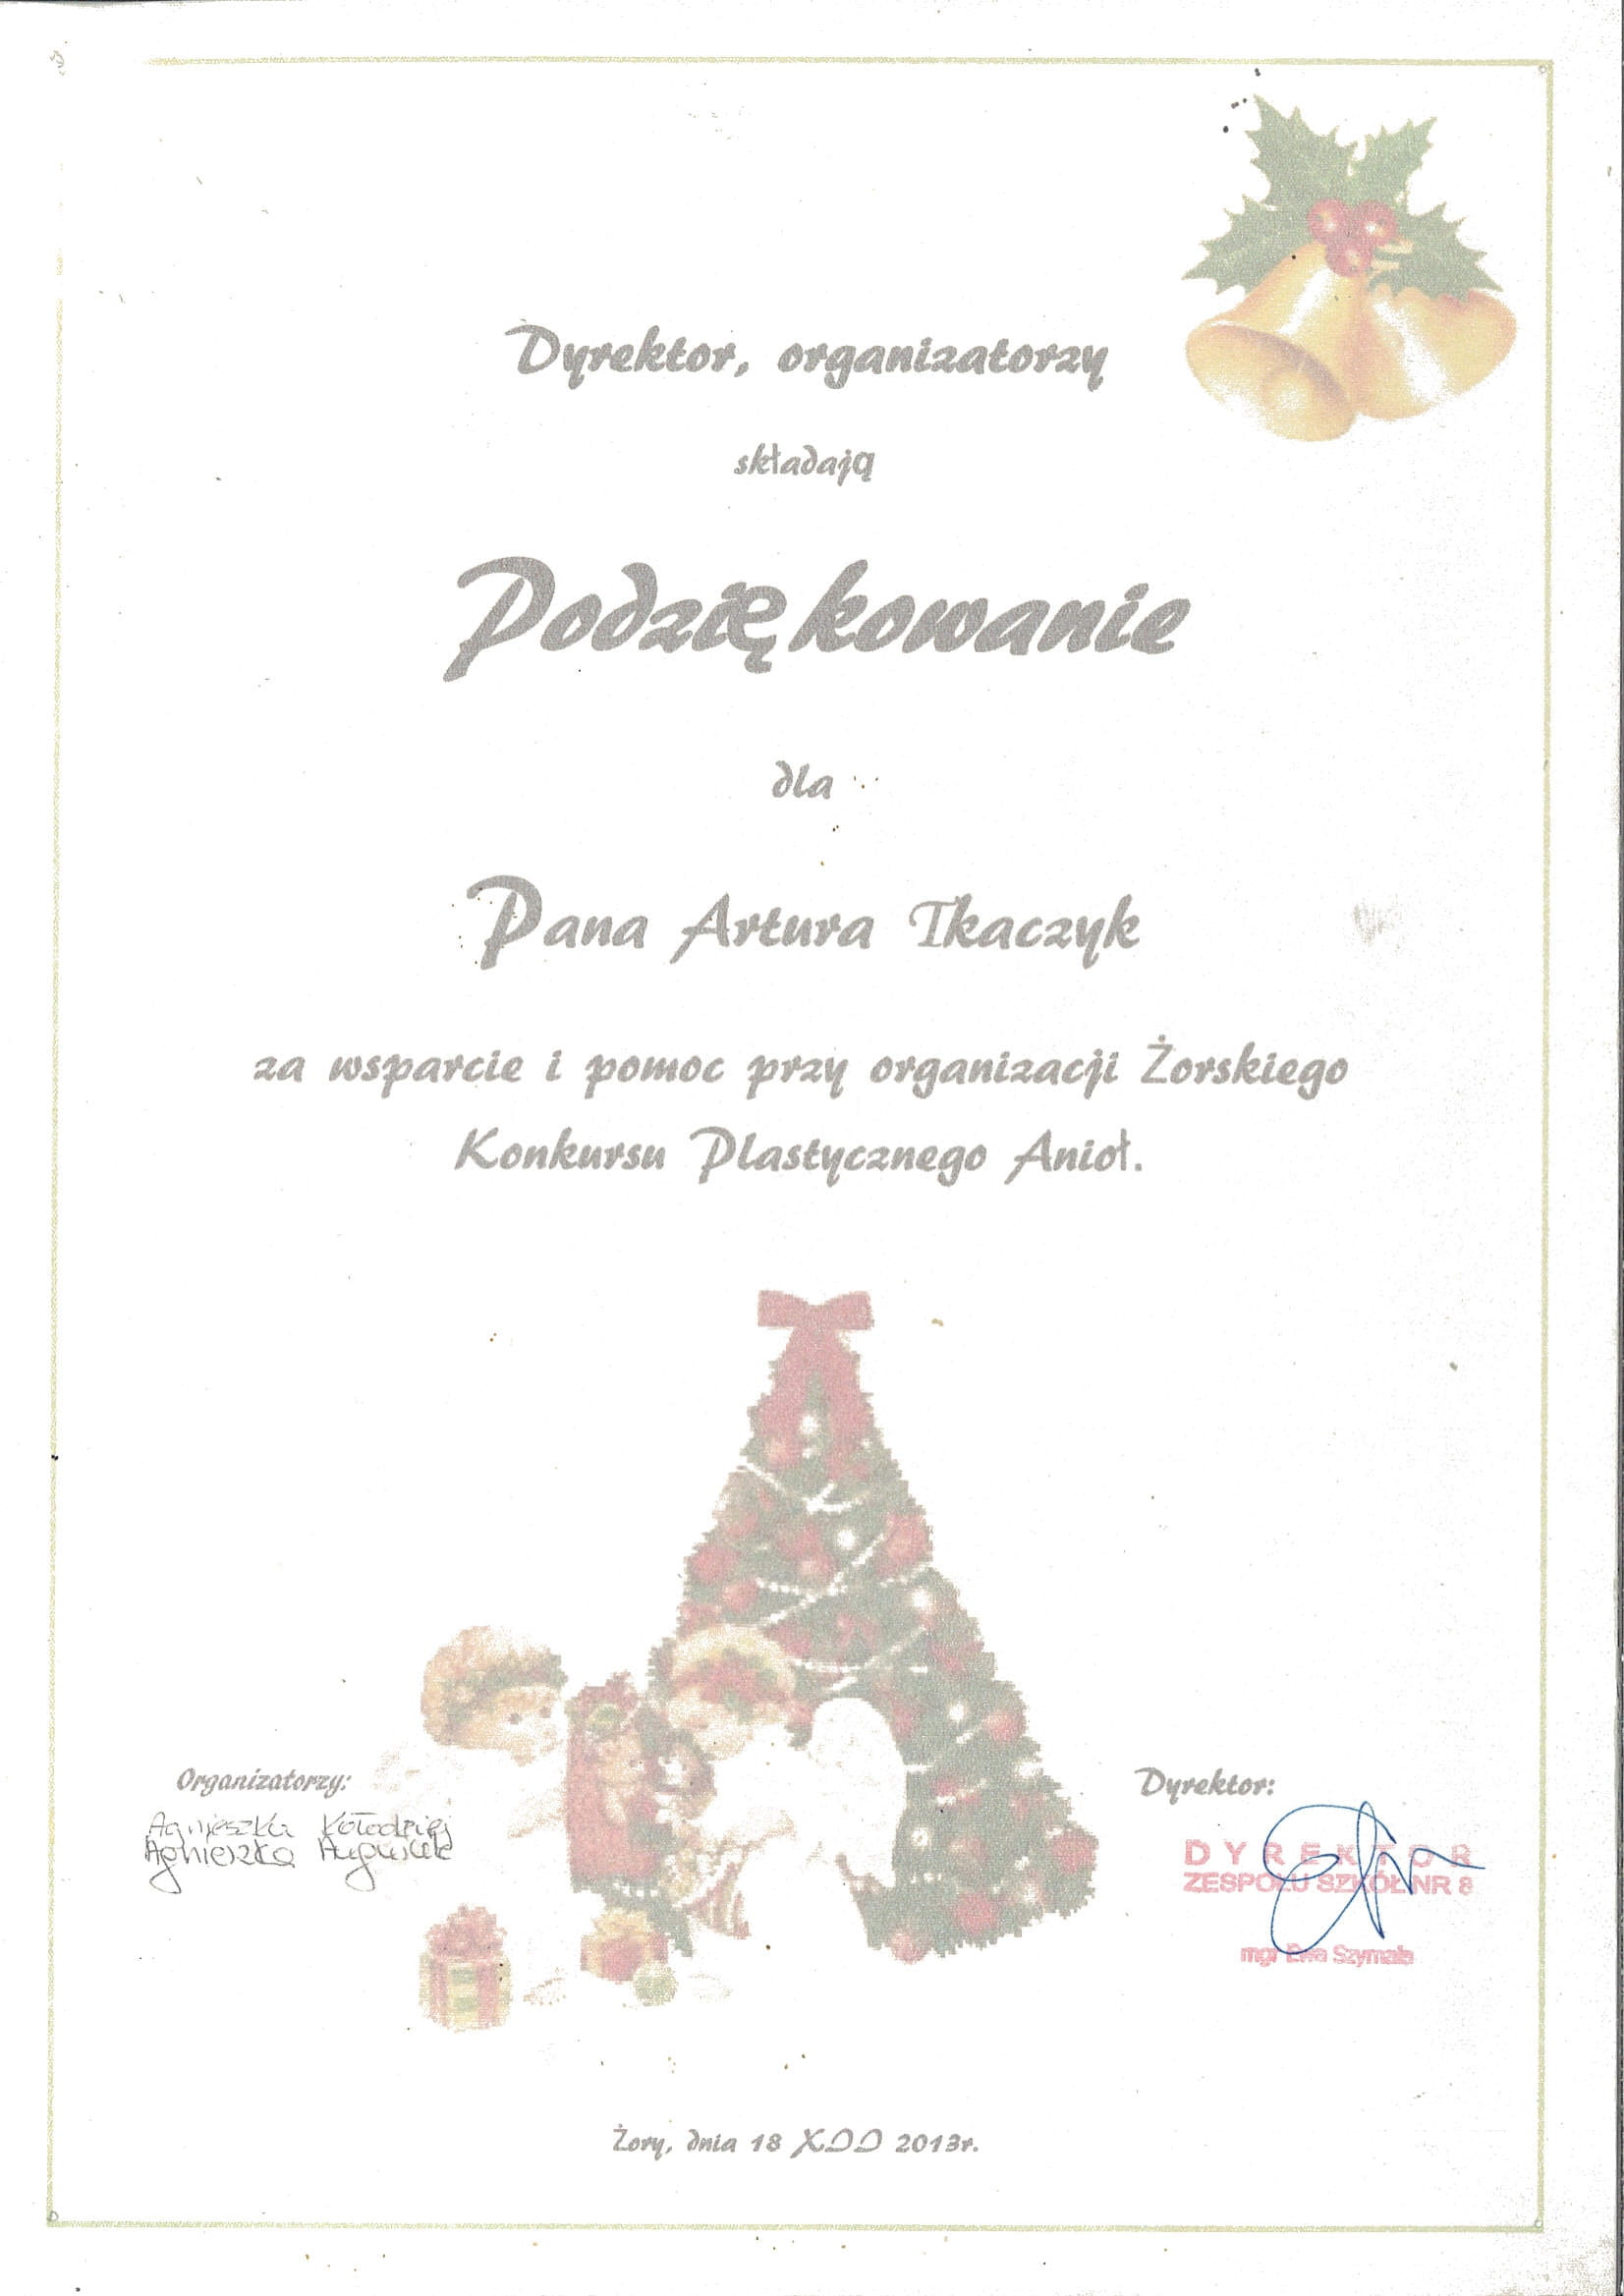 Dyrektor, organizatorzy
składają
Podziękowanie
dla
Pana Artura Tkaczyk
za wsparcie i pomoc przy organizacji Żorskiego
Konkursu Plastycznego Anioł.
Organizatorzy:
Agnieszka Kołodziej
Agnieszka
Dyrektor:
DYREKTOR
ZESPOŁU SZKÓŁ NR 8
mgr Ewa Szymala
Żory, dnia 18 XII 2013r.